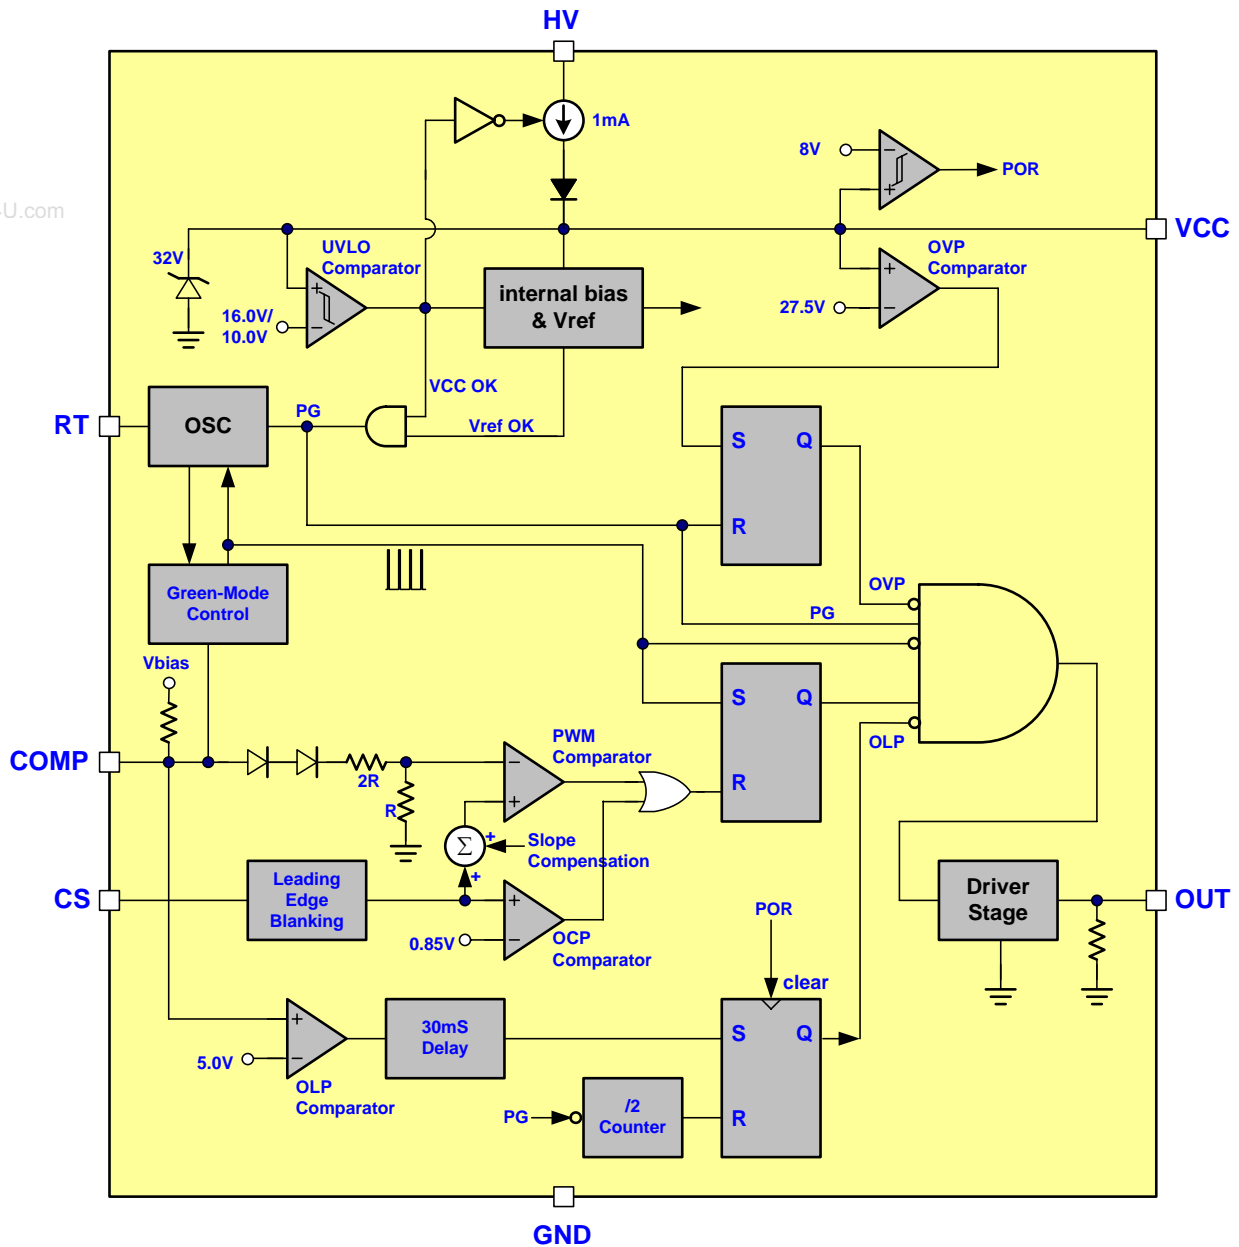 HV
1mA
8V
POR
4U.com
VCC
32V
UVLO
Comparator
OVP
Comparator
16.0V/
10.0V
internal bias
& Vref
27.5V
VCC OK
RT
OSC
PG
Vref OK
S
Q
R
Green-Mode
Control
OVP
PG
Vbias
S
Q
COMP
PWM
Comparator
OLP
2R
R
R
Σ
+
+
Slope
Compensation
CS
Leading
Edge
Blanking
0.85V
OCP
Comparator
POR
Driver
Stage
OUT
clear
30mS
Delay
S
Q
5.0V
OLP
Comparator
PG
/2
Counter
R
GND